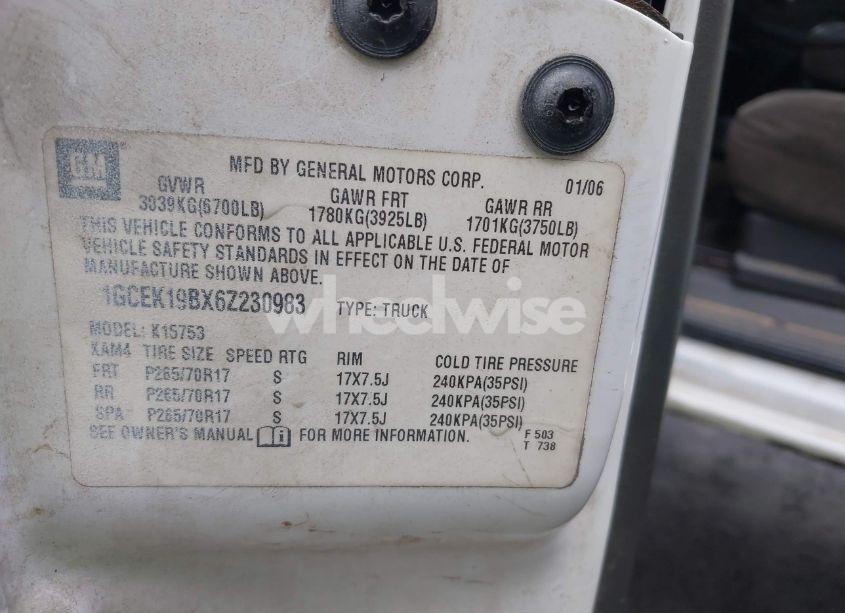 GM
MFD BY GENERAL MOTORS CORP. 01/06
GVWR GAWR FRT GAWR RR
3039KG(6700LB) 1780KG(3925LB) 1701KG(3750LB)
THIS VEHICLE CONFORMS TO ALL APPLICABLE U.S. FEDERAL MOTOR
VEHICLE SAFETY STANDARDS IN EFFECT ON THE DATE OF
MANUFACTURE SHOWN ABOVE.
1GCEK19BX6Z230983 TYPE: TRUCK
wheelwise
MODEL: K15753
XAM4 TIRE SIZE SPEED RTG RIM COLD TIRE PRESSURE
FRT P265/70R17 S 17X7.5J 240KPA(35PSI)
RR P265/70R17 S 17X7.5J 240KPA(35PSI)
SPA P265/70R17 S 17X7.5J 240KPA(35PSI)
SEE OWNER'S MANUAL FOR MORE INFORMATION.
F 503
T 738